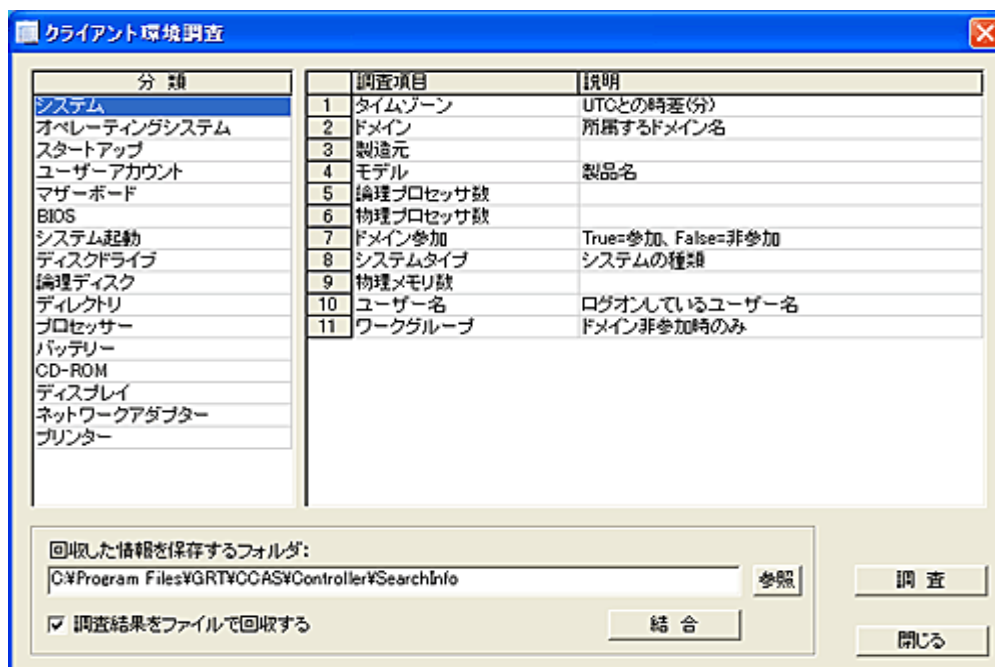 クライアント環境調査
分 類
システム
オペレーティングシステム
スタートアップ
ユーザーアカウント
マザーボード
BIOS
システム起動
ディスクドライブ
論理ディスク
ディレクトリ
プロセッサー
バッテリー
CD-ROM
ディスプレイ
ネットワークアダプター
プリンター
調査項目 説明
1 タイムゾーン UTCとの時差(分)
2 ドメイン 所属するドメイン名
3 製造元
4 モデル 製品名
5 論理プロセッサ数
6 物理プロセッサ数
7 ドメイン参加 True=参加、False=非参加
8 システムタイプ システムの種類
9 物理メモリ数
10 ユーザー名 ログオンしているユーザー名
11 ワークグループ ドメイン非参加時のみ
回収した情報を保存するフォルダ:
C:¥Program Files¥GRT¥CCAS¥Controller¥SearchInfo
参照
調査結果をファイルで回収する
結 合
調 査
閉じる